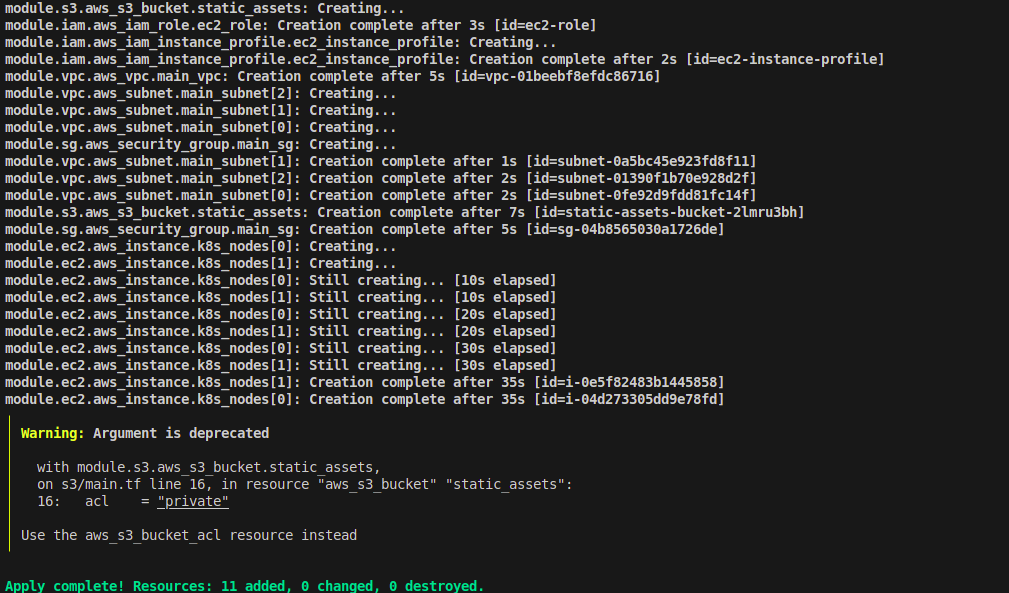 module.s3.aws_s3_bucket.static_assets: Creating...
module.iam.aws_iam_role.ec2_role: Creation complete after 3s [id=ec2-role]
module.iam.aws_iam_instance_profile.ec2_instance_profile: Creating...
module.iam.aws_iam_instance_profile.ec2_instance_profile: Creation complete after 2s [id=ec2-instance-profile]
module.vpc.aws_vpc.main_vpc: Creation complete after 5s [id=vpc-01beebf8efdc86716]
module.vpc.aws_subnet.main_subnet[2]: Creating...
module.vpc.aws_subnet.main_subnet[1]: Creating...
module.vpc.aws_subnet.main_subnet[0]: Creating...
module.sg.aws_security_group.main_sg: Creating...
module.vpc.aws_subnet.main_subnet[1]: Creation complete after 1s [id=subnet-0a5bc45e923fd8f11]
module.vpc.aws_subnet.main_subnet[2]: Creation complete after 2s [id=subnet-01390f1b70e928d2f]
module.vpc.aws_subnet.main_subnet[0]: Creation complete after 2s [id=subnet-0fe92d9fdd81fc14f]
module.s3.aws_s3_bucket.static_assets: Creation complete after 7s [id=static-assets-bucket-2lmru3bh]
module.sg.aws_security_group.main_sg: Creation complete after 5s [id=sg-04b8565030a1726de]
module.ec2.aws_instance.k8s_nodes[0]: Creating...
module.ec2.aws_instance.k8s_nodes[1]: Creating...
module.ec2.aws_instance.k8s_nodes[0]: Still creating... [10s elapsed]
module.ec2.aws_instance.k8s_nodes[1]: Still creating... [10s elapsed]
module.ec2.aws_instance.k8s_nodes[0]: Still creating... [20s elapsed]
module.ec2.aws_instance.k8s_nodes[1]: Still creating... [20s elapsed]
module.ec2.aws_instance.k8s_nodes[0]: Still creating... [30s elapsed]
module.ec2.aws_instance.k8s_nodes[1]: Still creating... [30s elapsed]
module.ec2.aws_instance.k8s_nodes[1]: Creation complete after 35s [id=i-0e5f82483b1445858]
module.ec2.aws_instance.k8s_nodes[0]: Creation complete after 35s [id=i-04d273305dd9e78fd]
Warning: Argument is deprecated
with module.s3.aws_s3_bucket.static_assets,
on s3/main.tf line 16, in resource "aws_s3_bucket" "static_assets":
16:   acl    = "private"
Use the aws_s3_bucket_acl resource instead
Apply complete! Resources: 11 added, 0 changed, 0 destroyed.